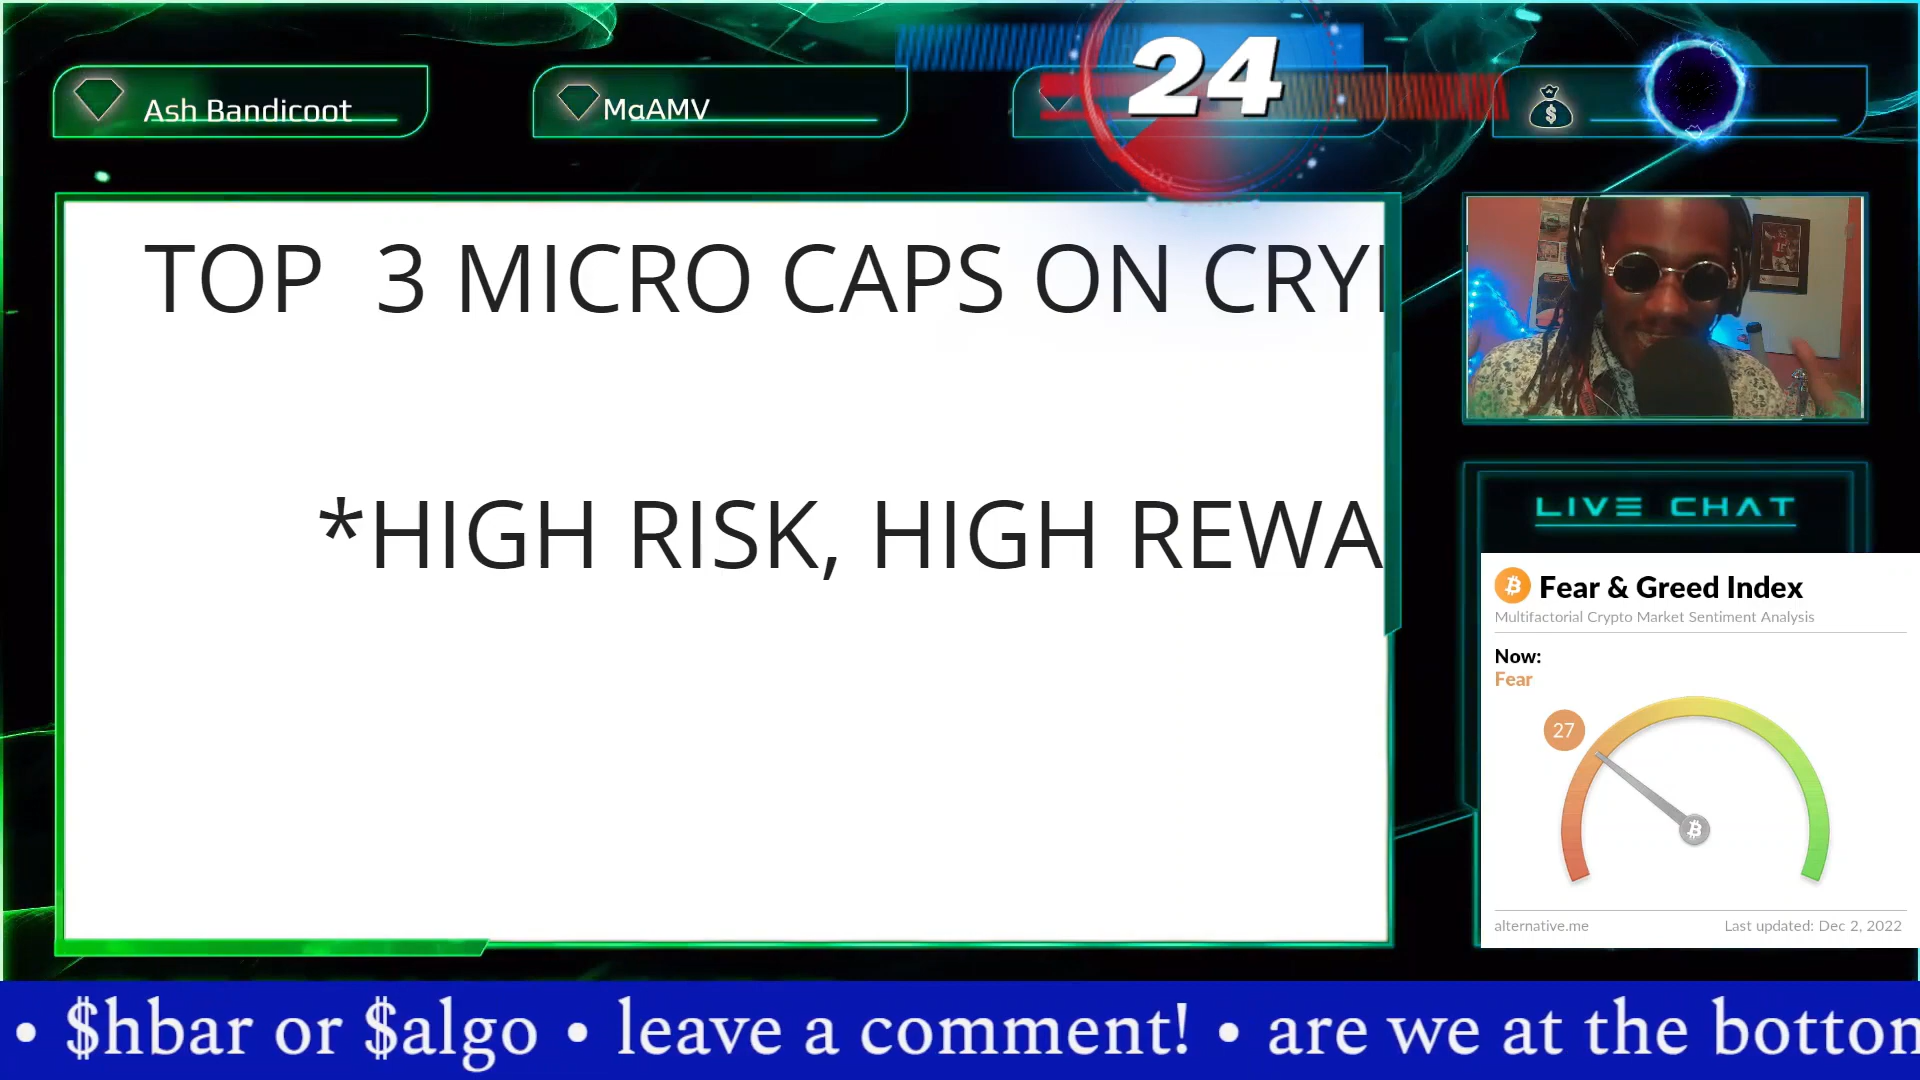 Ash Bandicoot
MaAMV
24
$
TOP 3 MICRO CAPS ON CRY
*HIGH RISK, HIGH REWA
LIVE CHAT
Fear & Greed Index
Multifactorial Crypto Market Sentiment Analysis
Now:
Fear
27
alternative.me
Last updated: Dec 2, 2022
• $hbar or $algo • leave a comment! • are we at the botton